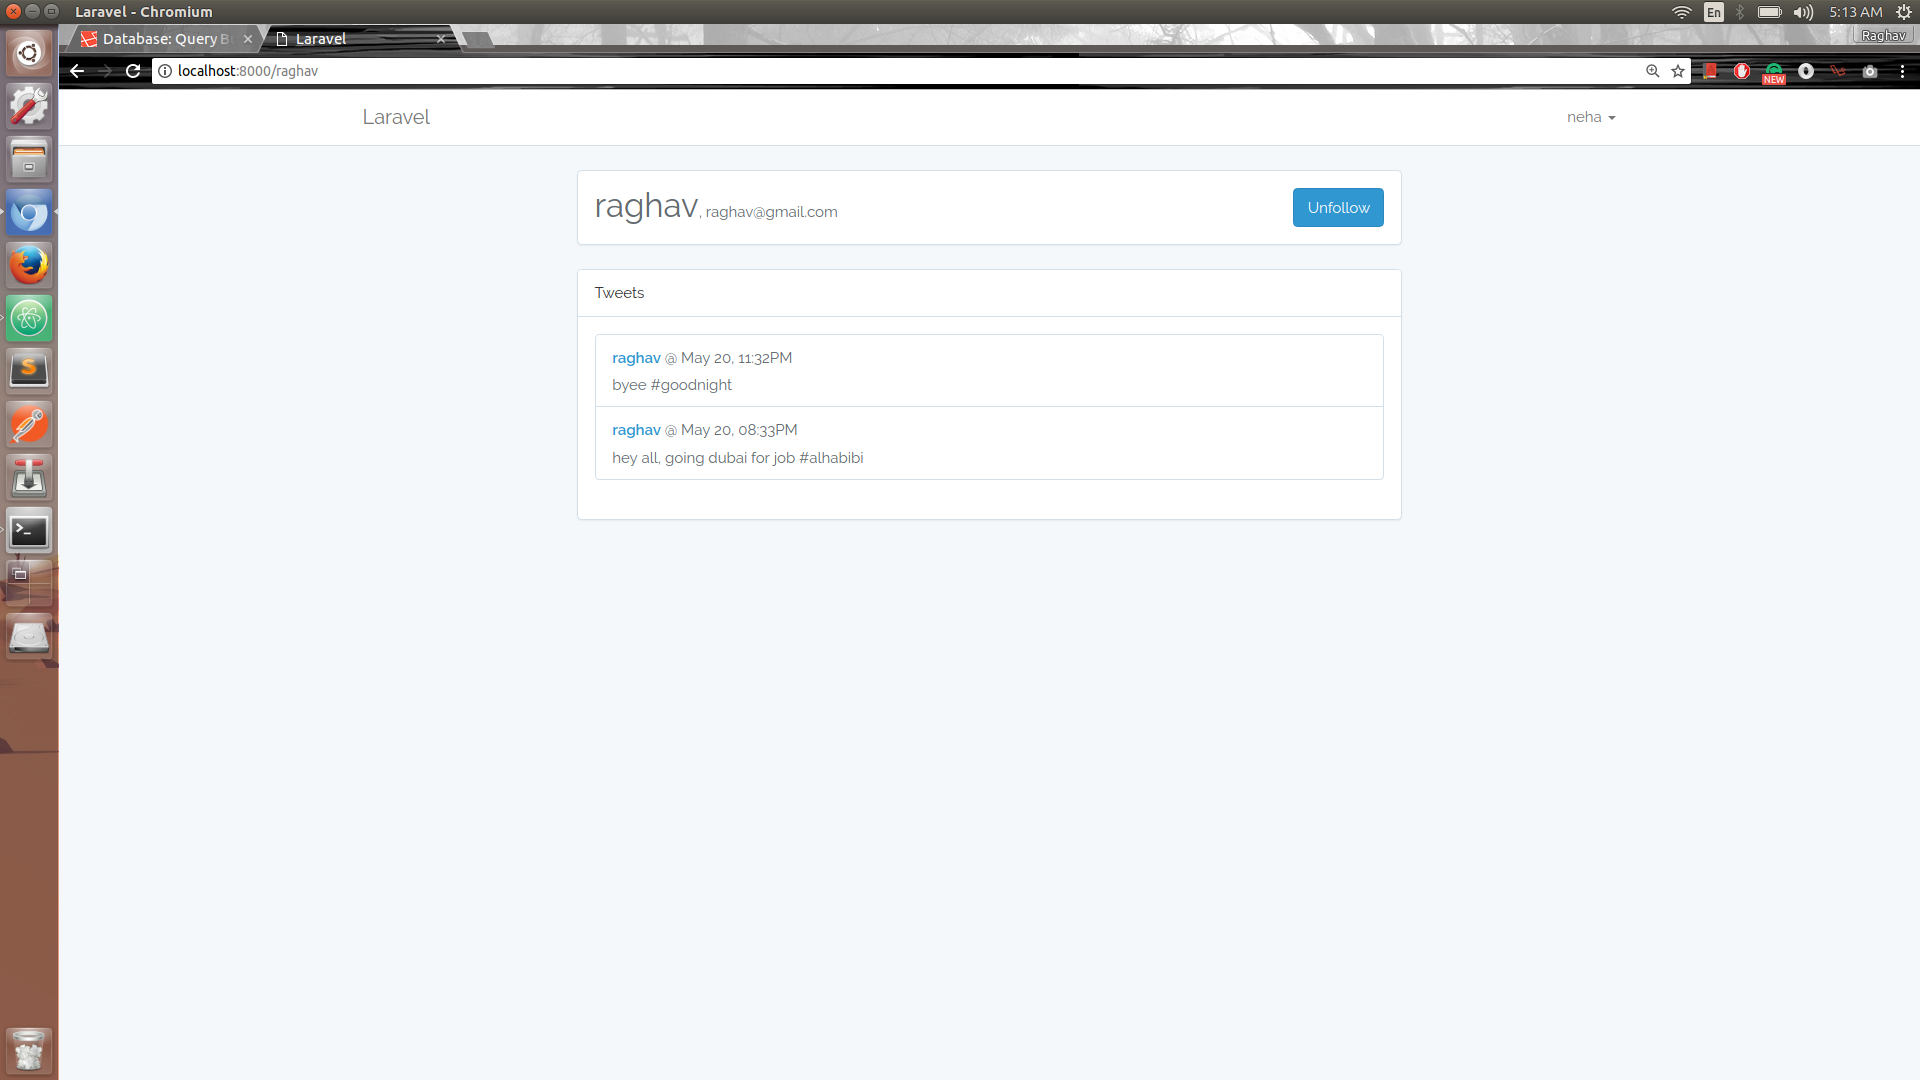 Laravel - Chromium
En
5:13 AM
Database: Query B
Laravel
Raghav
localhost:8000/raghav
NEW
Laravel
neha
raghav, raghav@gmail.com
Unfollow
Tweets
raghav @ May 20, 11:32PM
byee #goodnight
raghav @ May 20, 08:33PM
hey all, going dubai for job #alhabibi